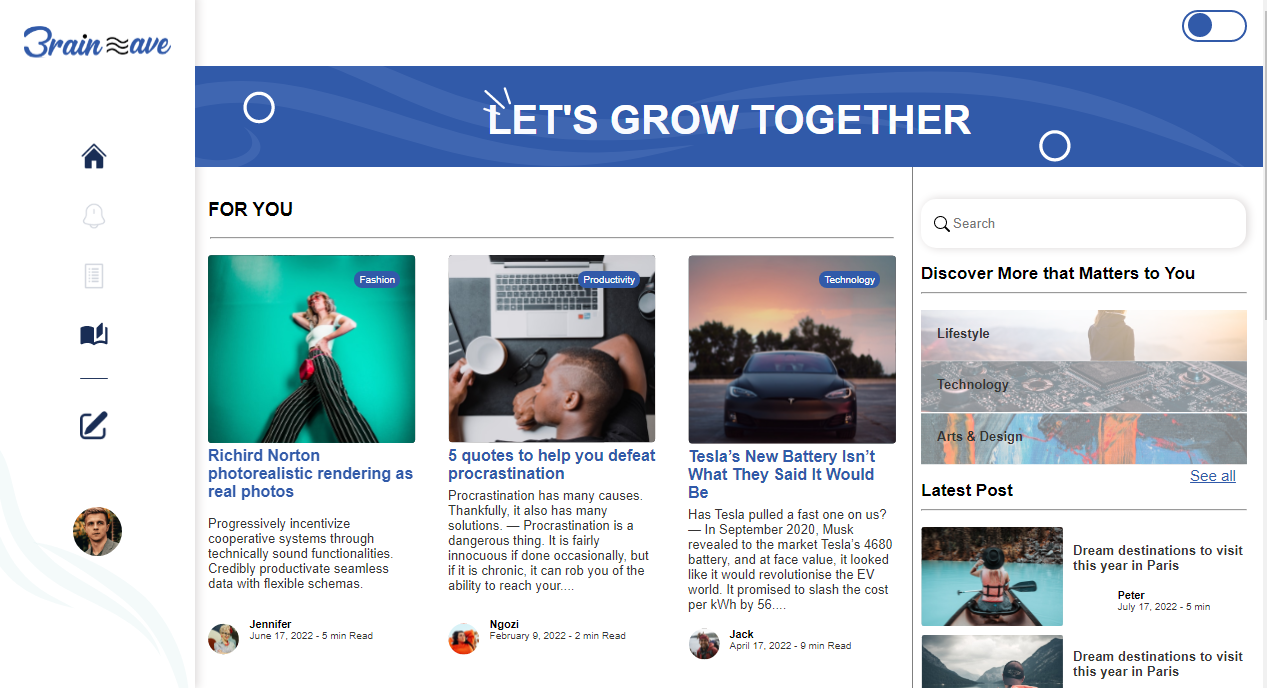 Brainwave
LET'S GROW TOGETHER
FOR YOU
Fashion
Richird Norton
photorealistic rendering as
real photos
Progressively incentivize
cooperative systems through
technically sound functionalities.
Credibly productivate seamless
data with flexible schemas.
Jennifer
June 17, 2022 - 5 min Read
Productivity
5 quotes to help you defeat
procrastination
Procrastination has many causes.
Thankfully, it also has many
solutions. — Procrastination is a
dangerous thing. It is fairly
innocuous if done occasionally, but
if it is chronic, it can rob you of the
ability to reach your....
Ngozi
February 9, 2022 - 2 min Read
Technology
Tesla’s New Battery Isn’t
What They Said It Would
Be
Has Tesla pulled a fast one on us?
— In September 2020, Musk
revealed to the market Tesla’s 4680
battery, and at face value, it looked
like it would revolutionise the EV
world. It promised to slash the cost
per kWh by 56....
Jack
April 17, 2022 - 9 min Read
Search
Discover More that Matters to You
Lifestyle
Technology
Arts & Design
See all
Latest Post
Dream destinations to visit
this year in Paris
Peter
July 17, 2022 - 5 min
Dream destinations to visit
this year in Paris